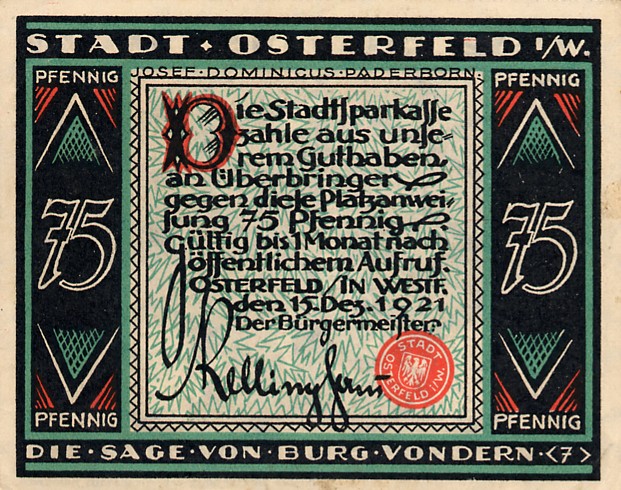 STADT · OSTERFELD I/W.
PFENNIG
JOSEF·DOMINICUS·PADERBORN.
PFENNIG
Die Stadtsparkasse
zahle aus unse=
rem Guthaben,
an Überbringer
gegen diese Platzanwei=
sung 75 Pfennig.
Gültig bis 1 Monat nach
öffentlichem Aufruf.
OSTERFELD/IN WESTF.
den 15. Dez. 1921
Der Bürgermeister
75
75
STADT
OSTERFELD I/W.
PFENNIG
PFENNIG
DIE·SAGE·VON·BURG·VONDERN·<7>